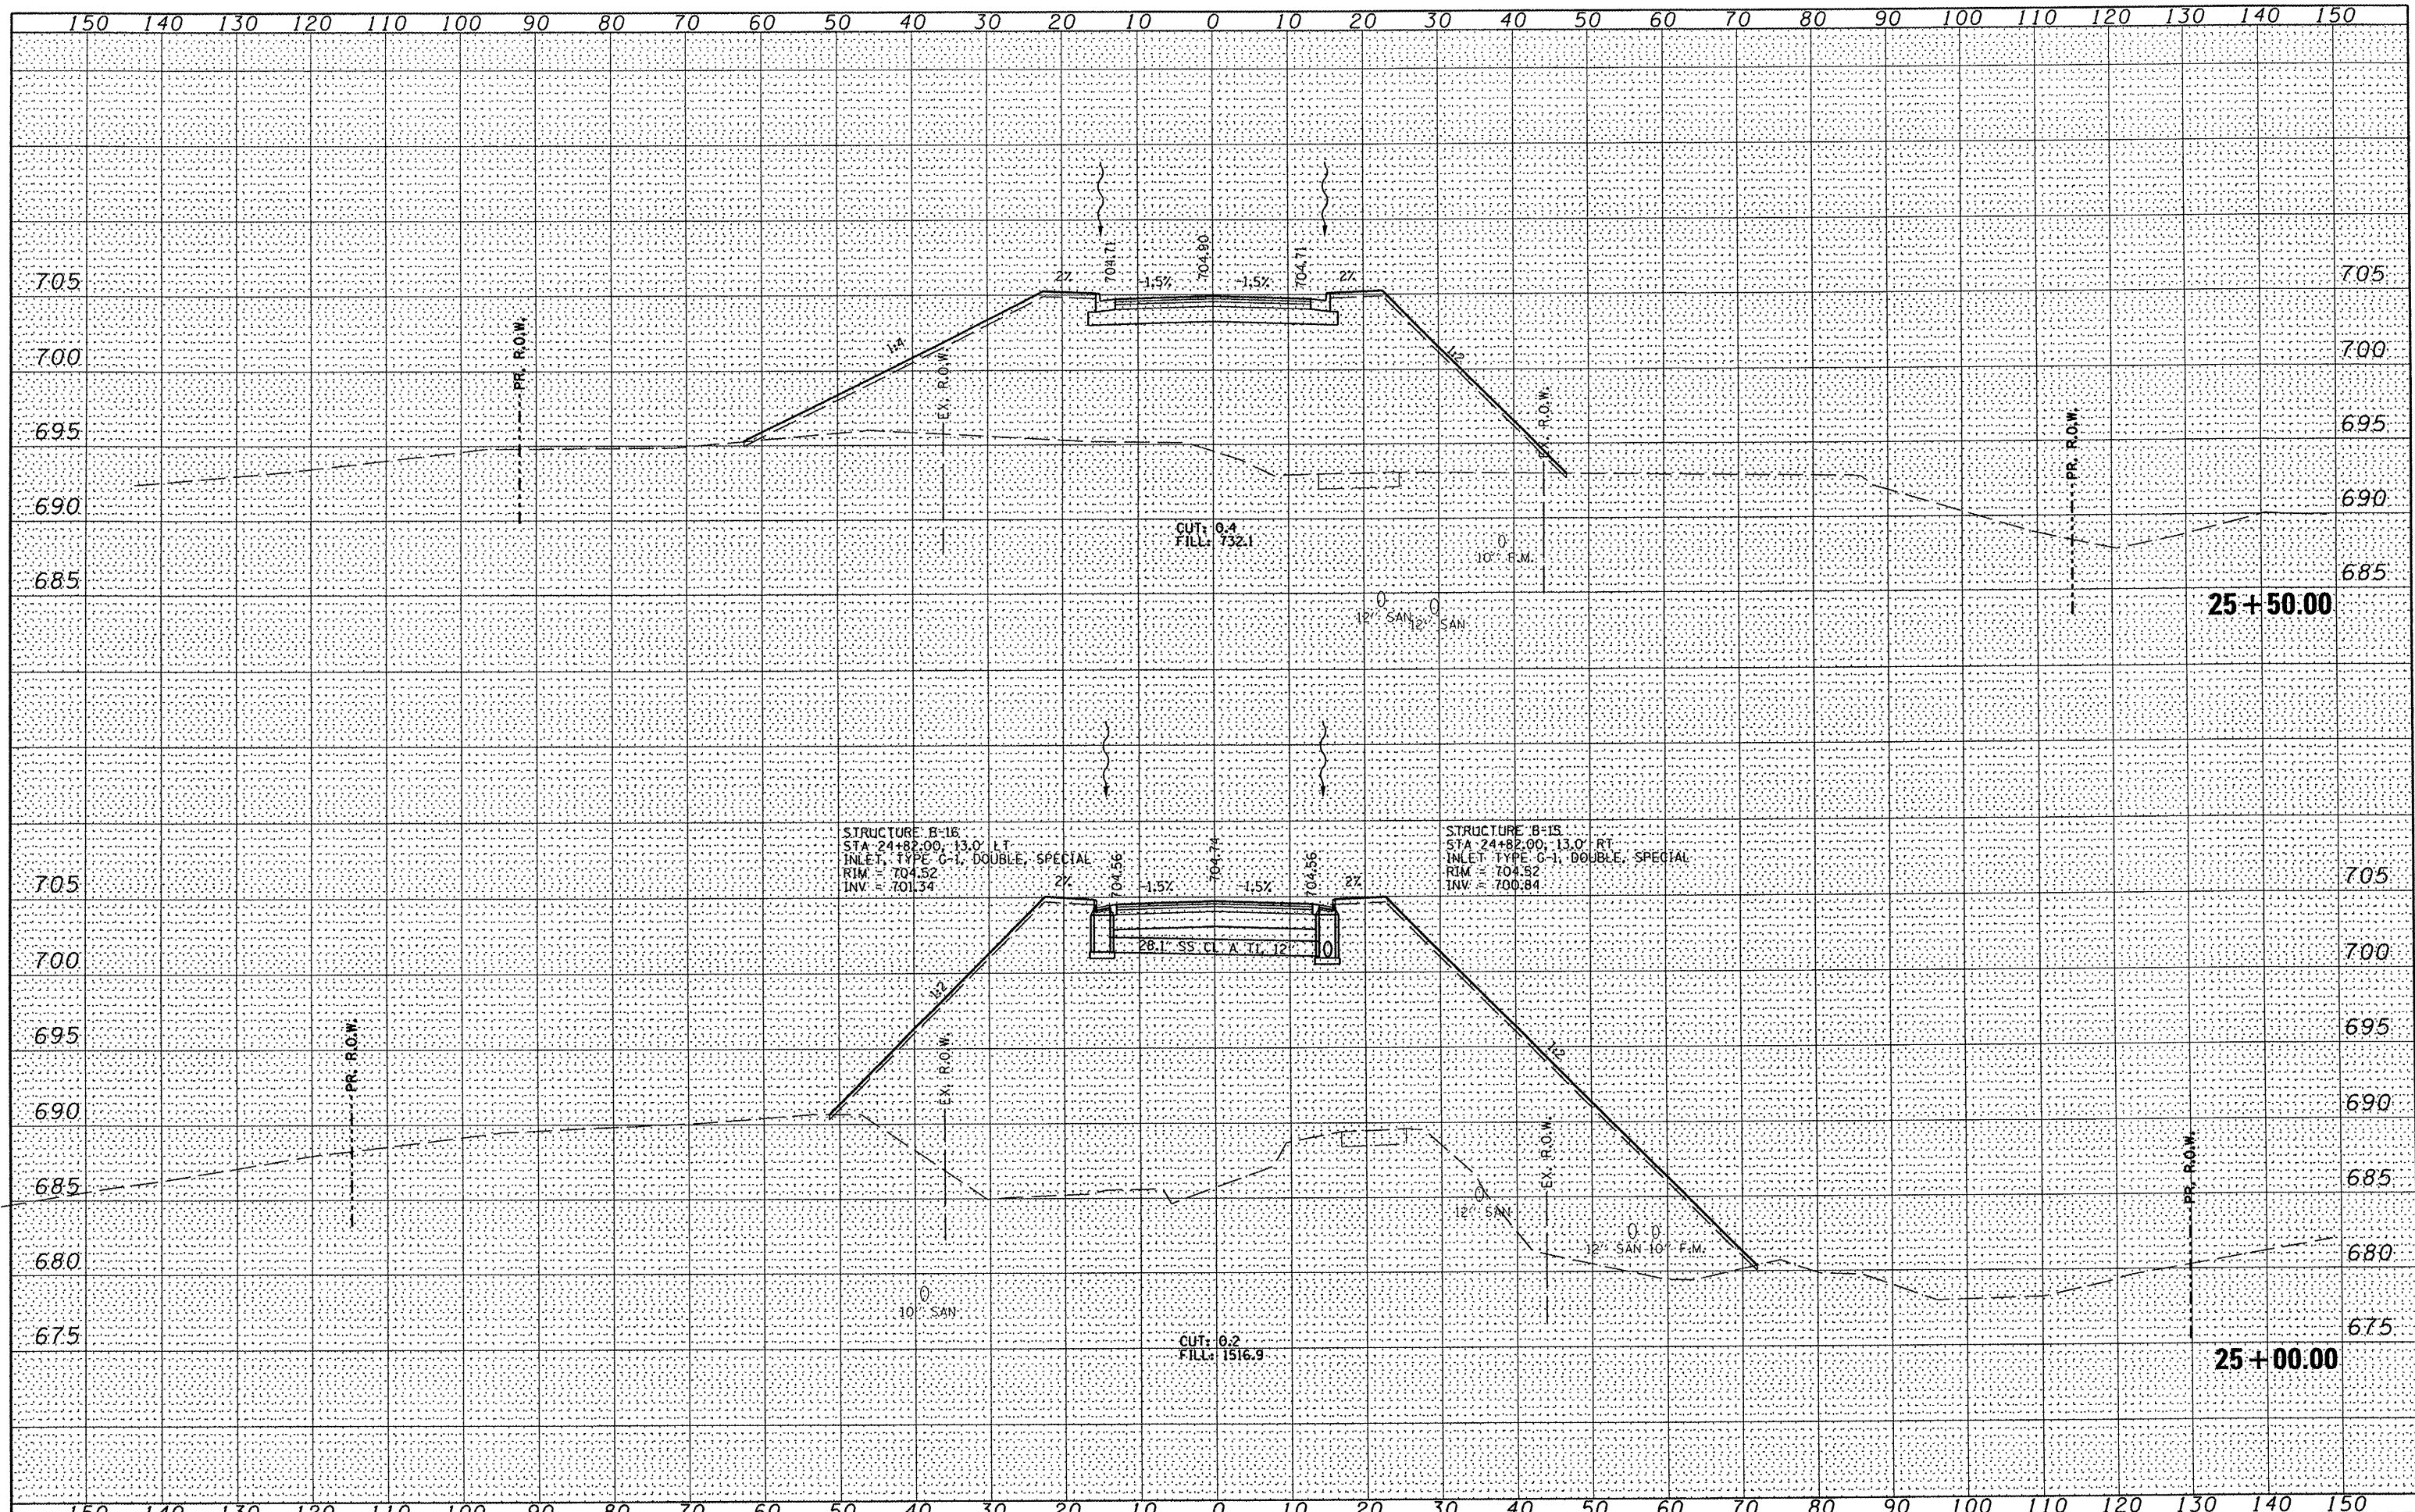 150 140 130 120 110 100 90 80 70 60 50 40 30 20 10 0 10 20 30 40 50 60 70 80 90 100 110 120 130 140 150
704.71 704.90 704.71
2% -1.5% -1.5% 2%
705 705
PR. R.O.W.
1:4 EX. R.O.W. 1:2
700 700
EX. R.O.W. PR. R.O.W.
695 695
690 690
CUT: 0.4
FILL: 732.1
10" F.M.
685 685
12" SAN 12" SAN
25+50.00
STRUCTURE B-16
STA 24+82.00, 13.0' LT
INLET, TYPE G-1, DOUBLE, SPECIAL
RIM = 704.52
INV = 701.34
STRUCTURE B-15
STA 24+82.00, 13.0' RT
INLET TYPE G-1, DOUBLE, SPECIAL
RIM = 704.52
INV = 700.84
704.56 704.74 704.56
2% -1.5% -1.5% 2%
705 705
28.1' SS CL A T1, 12"
700 700
1:2 1:2
PR. R.O.W. EX. R.O.W.
695 695
690 690
EX. R.O.W. PR. R.O.W.
685 685
12" SAN
12" SAN 10" F.M.
680 680
10" SAN
675 675
CUT: 0.2
FILL: 1516.9
25+00.00
150 140 130 120 110 100 90 80 70 60 50 40 30 20 10 0 10 20 30 40 50 60 70 80 90 100 110 120 130 140 150